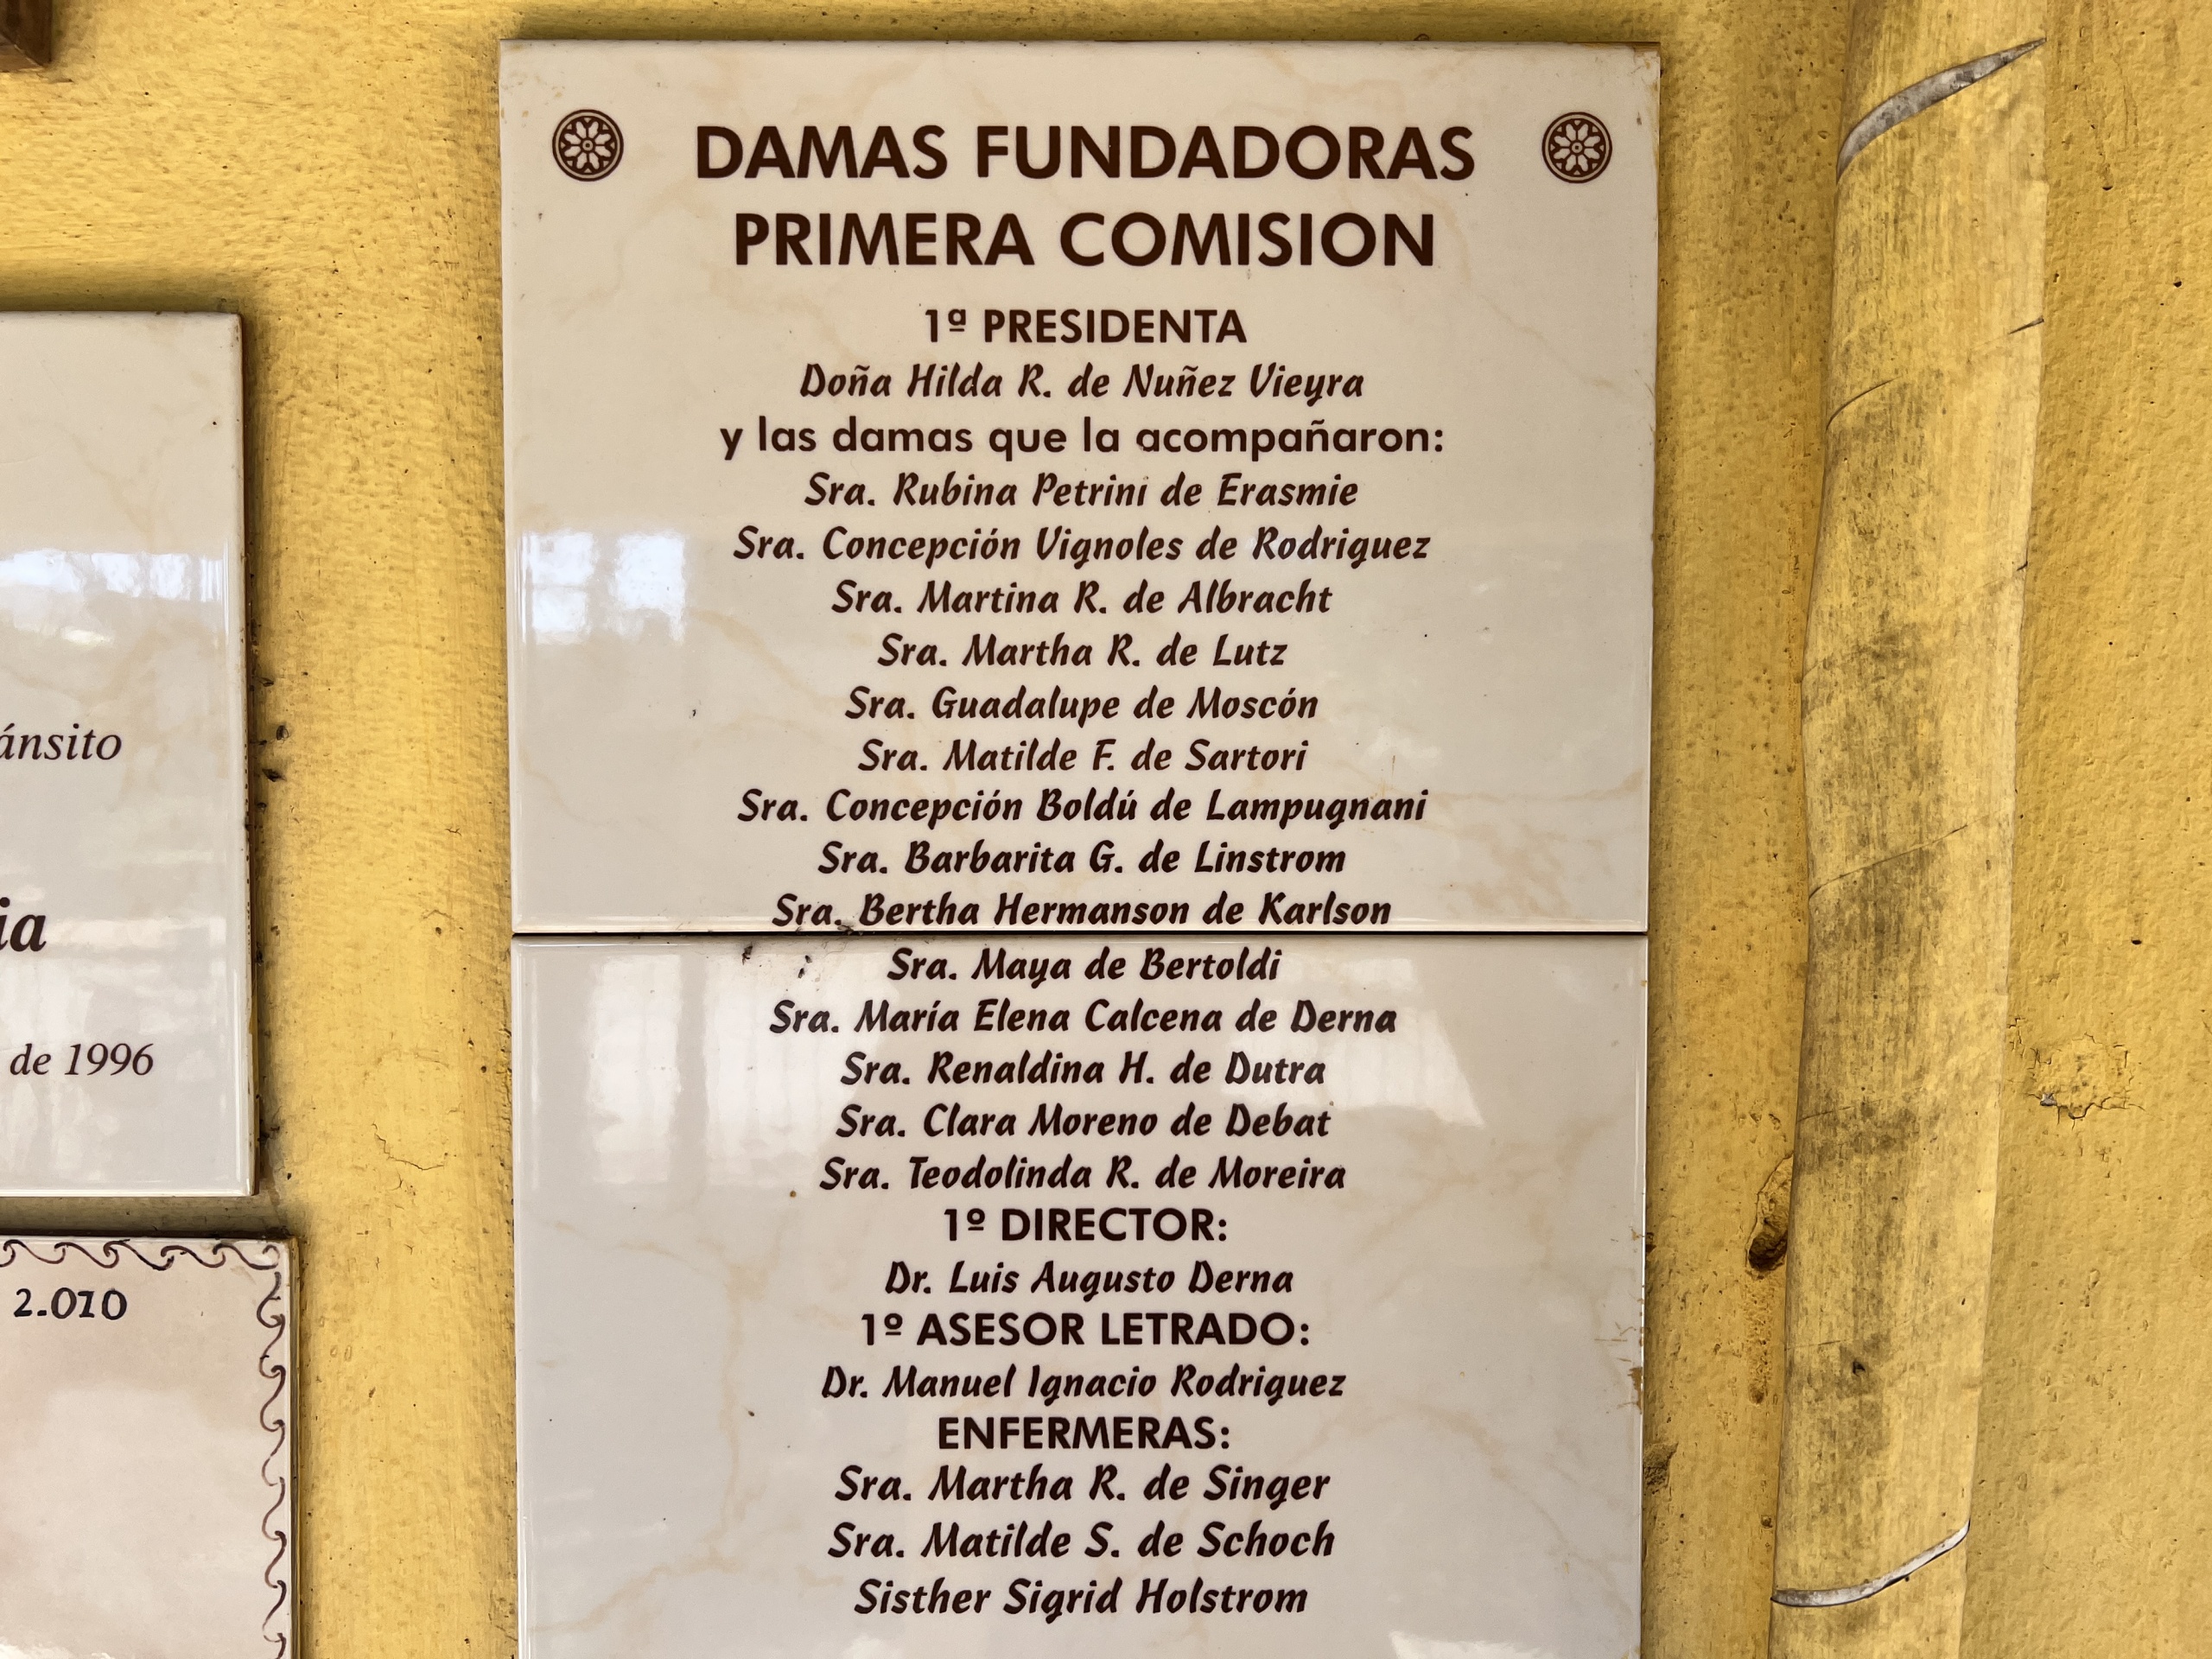 DAMAS FUNDADORAS
PRIMERA COMISION
1ª PRESIDENTA
Doña Hilda R. de Nuñez Vieyra
y las damas que la acompañaron:
Sra. Rubina Petrini de Erasmie
Sra. Concepción Vignoles de Rodriguez
Sra. Martina R. de Albracht
Sra. Martha R. de Lutz
Sra. Guadalupe de Moscón
Sra. Matilde F. de Sartori
Sra. Concepción Boldú de Lampugnani
Sra. Barbarita G. de Linstrom
Sra. Bertha Hermanson de Karlson
Sra. Maya de Bertoldi
Sra. María Elena Calcena de Derna
Sra. Renaldina H. de Dutra
Sra. Clara Moreno de Debat
Sra. Teodolinda R. de Moreira
1º DIRECTOR:
Dr. Luis Augusto Derna
1º ASESOR LETRADO:
Dr. Manuel Ignacio Rodriguez
ENFERMERAS:
Sra. Martha R. de Singer
Sra. Matilde S. de Schoch
Sisther Sigrid Holstrom
de 1996
2.010